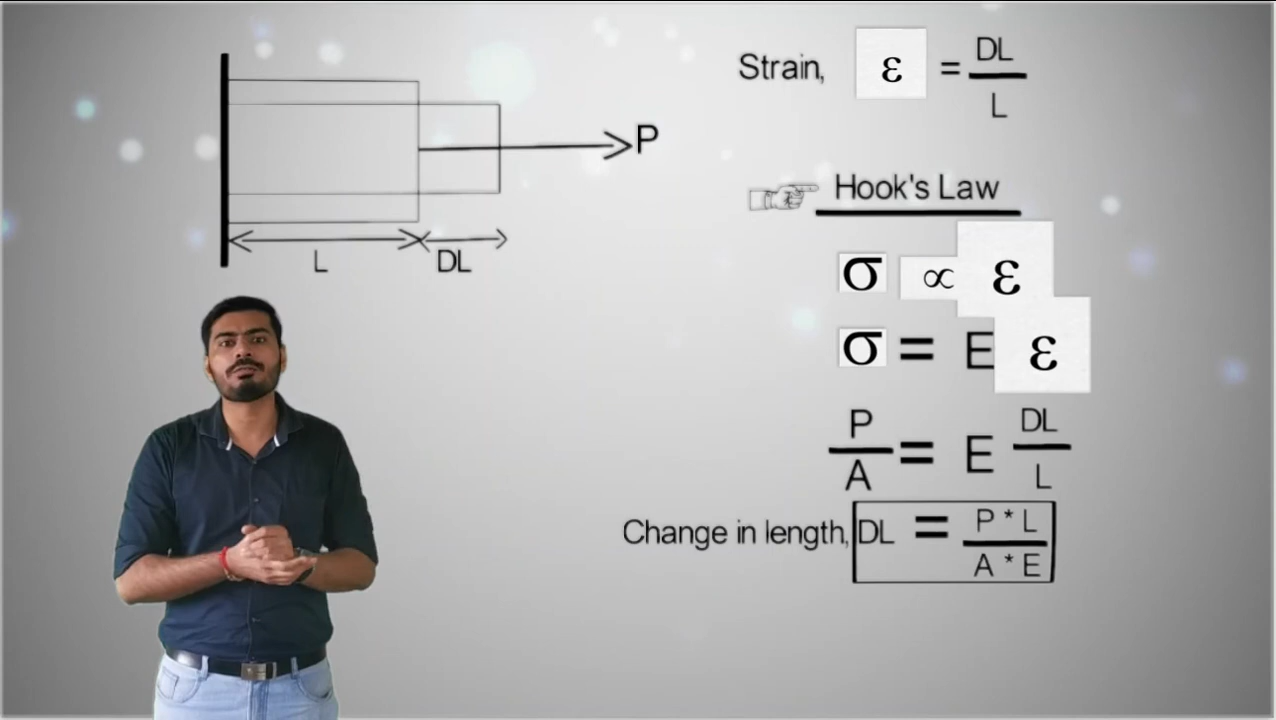 P
L DL
Strain, ε = DL / L
Hook's Law
σ ∝ ε
σ = E ε
P / A = E DL / L
Change in length, DL = P * L / A * E